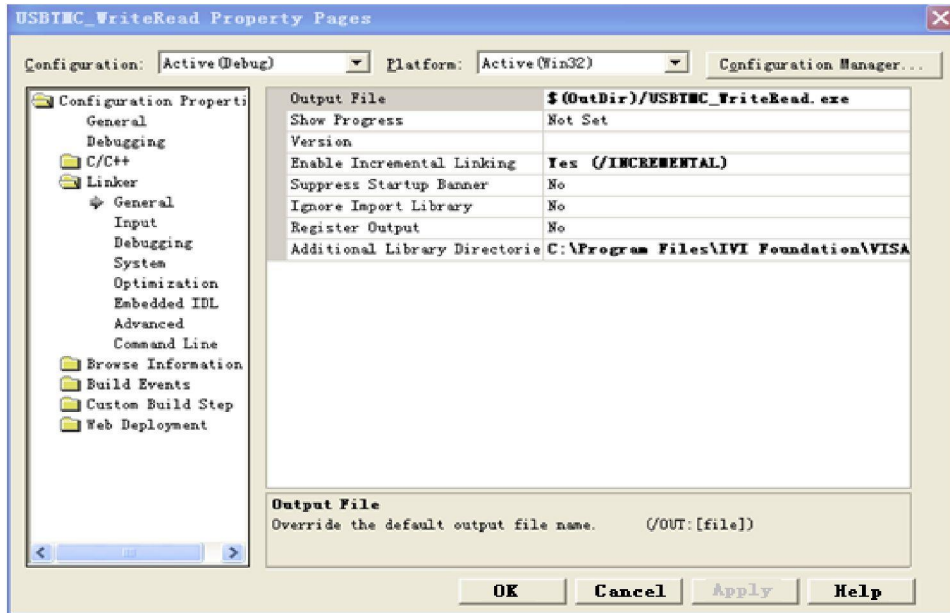 USBTMC_WriteRead Property Pages
Configuration: Active(Debug) Platform: Active(Win32) Configuration Manager...
Configuration Properti
General
Debugging
C/C++
Linker
General
Input
Debugging
System
Optimization
Embedded IDL
Advanced
Command Line
Browse Information
Build Events
Custom Build Step
Web Deployment
Output File $(OutDir)/USBTMC_WriteRead.exe
Show Progress Not Set
Version
Enable Incremental Linking Yes (/INCREMENTAL)
Suppress Startup Banner No
Ignore Import Library No
Register Output No
Additional Library Directorie C:\Program Files\IVI Foundation\VISA
Output File
Override the default output file name. (/OUT:[file])
OK Cancel Apply Help